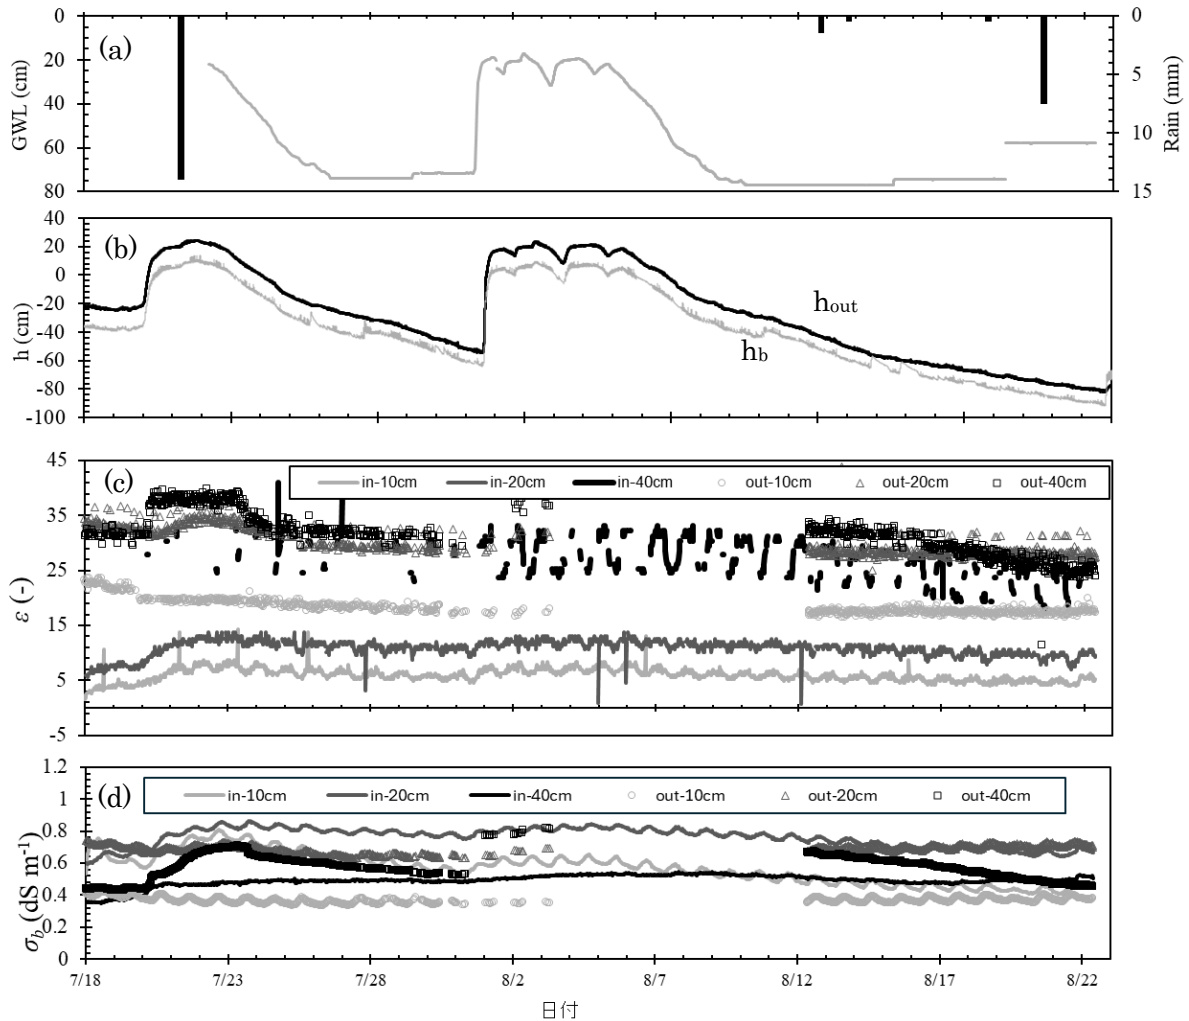 (a)
GWL (cm)
0
20
40
60
80
0
5
10
15
Rain (mm)
(b)
h (cm)
40
20
0
-20
-40
-60
-80
-100
hout
hb
(c)
ε (-)
45
35
25
15
5
-5
in-10cm in-20cm in-40cm out-10cm out-20cm out-40cm
(d)
σb (dS m-1)
1.2
1
0.8
0.6
0.4
0.2
0
in-10cm in-20cm in-40cm out-10cm out-20cm out-40cm
7/18 7/23 7/28 8/2 8/7 8/12 8/17 8/22
日付